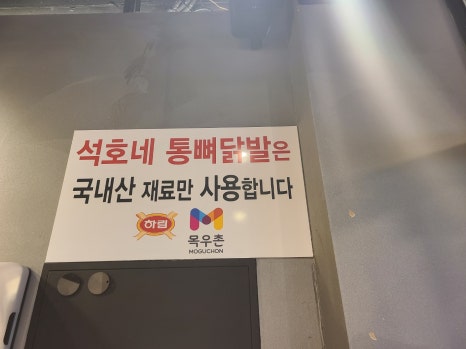 석호네 통뼈닭발은
국내산 재료만 사용합니다
하림
목우촌
MOGUCHON